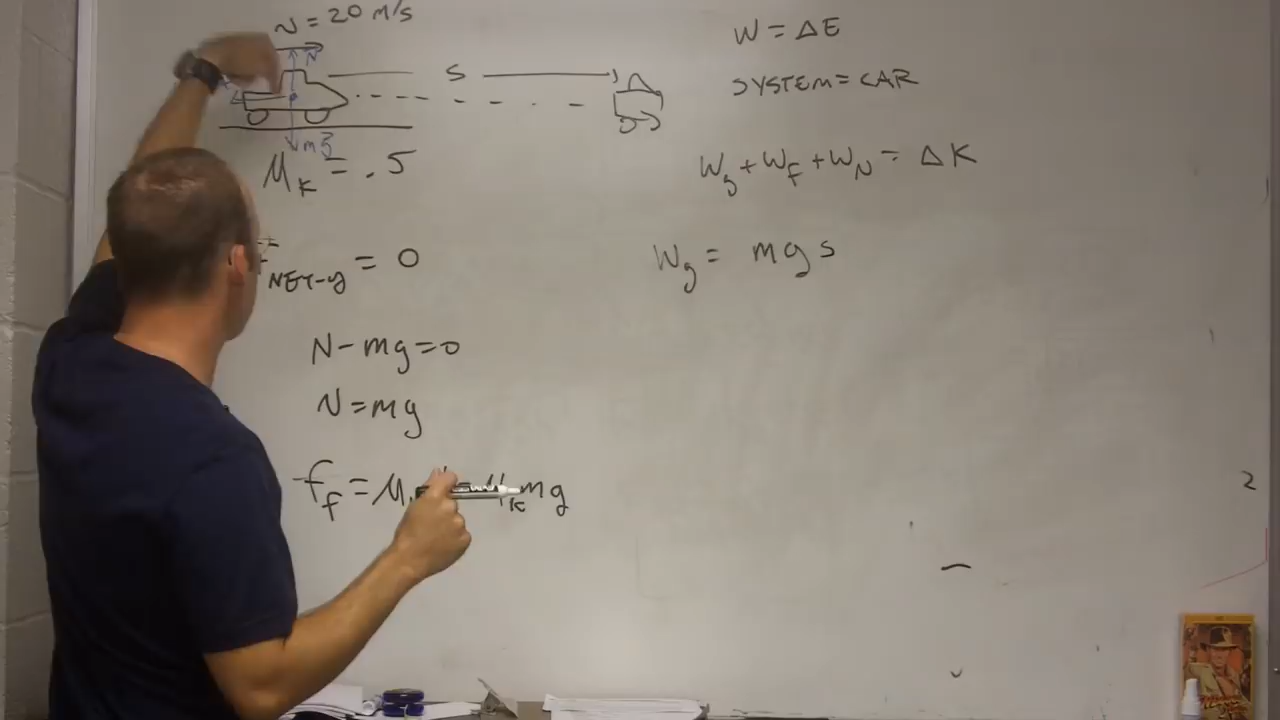 v = 20 m/s
N
S
mg
μK = .5
NET-y = 0
N - mg = 0
N = mg
Ff = μ mg
W = ΔE
SYSTEM = CAR
Wg + WF + WN = ΔK
Wg = mgs
2